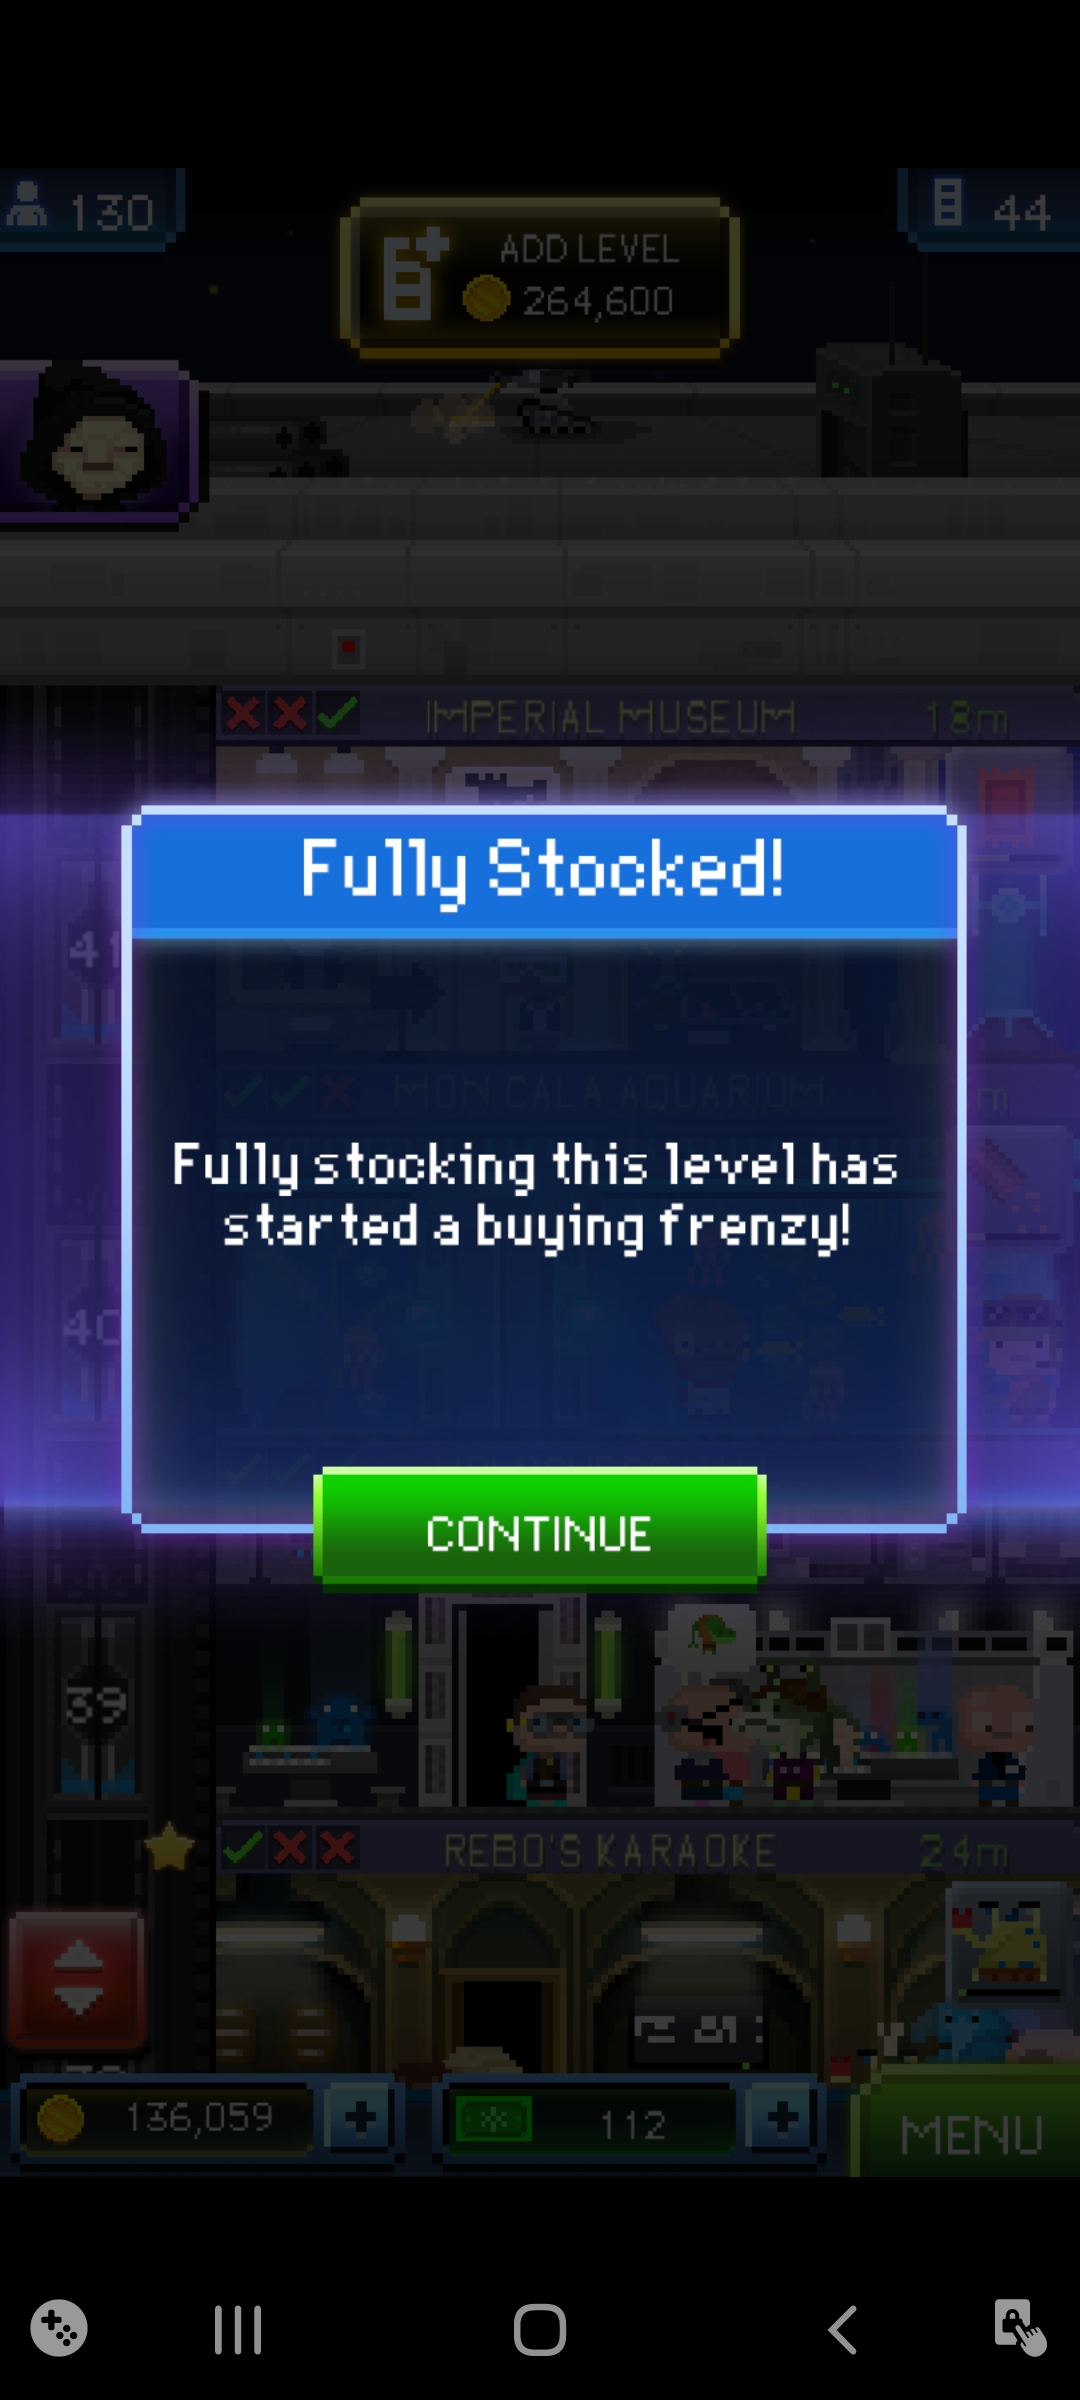 130
44
ADD LEVEL
264,600
IMPERIAL MUSEUM
18m
Fully Stocked!
41
MON CALA AQUARIUM
m
Fully stocking this level has
started a buying frenzy!
40
CONTINUE
39
REBO'S KARAOKE
24m
136,059
112
MENU